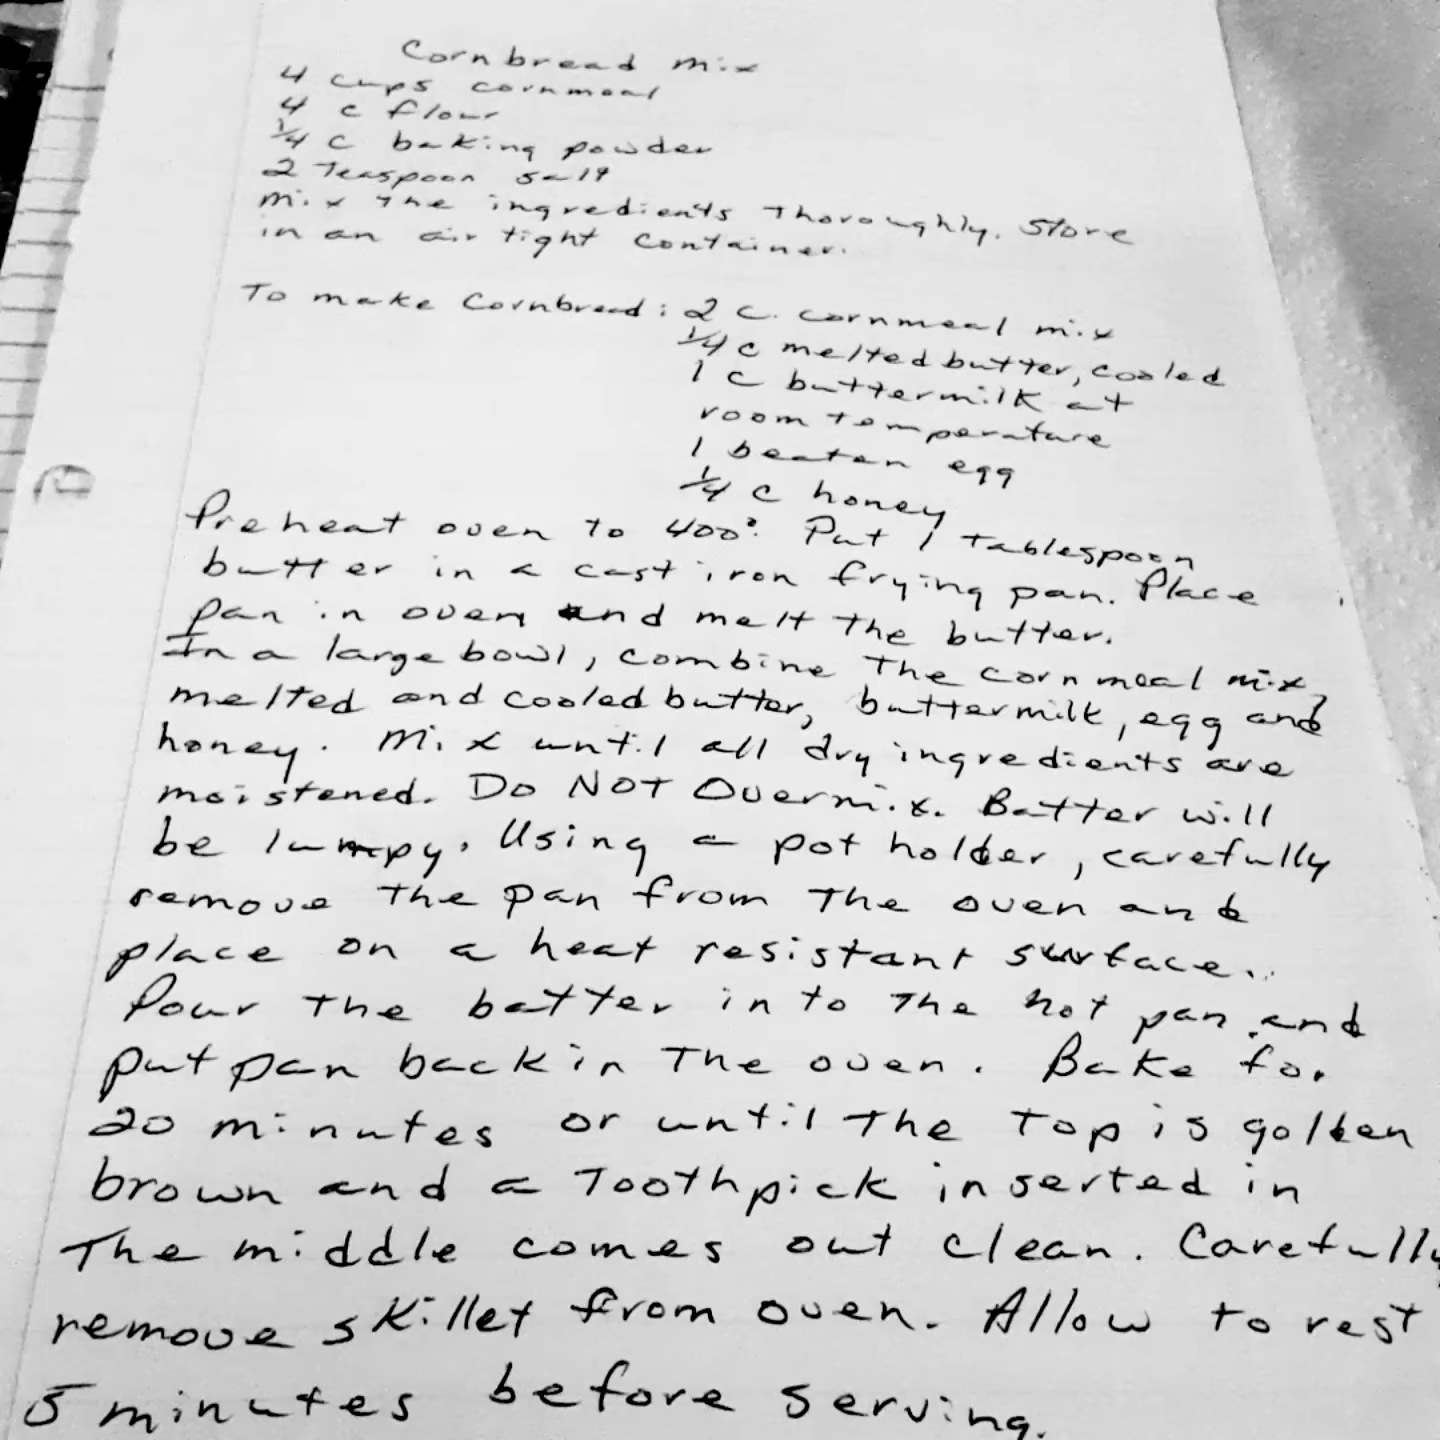 Cornbread mix
4 cups cornmeal
4 c flour
1/4 c baking powder
2 Teaspoon salt
Mix the ingredients Thoroughly. Store
in an air tight container.
To make Cornbread: 2 c. cornmeal mix
1/4 c melted butter, cooled
1 c buttermilk at
room temperature
1 beaten egg
1/4 c honey
Preheat oven to 400°. Put 1 tablespoon
butter in a cast iron frying pan. Place
pan in oven and melt the butter.
In a large bowl, combine the cornmeal mix,
melted and cooled butter, buttermilk, egg and
honey. Mix until all dry ingredients are
moistened. Do NOT Overmix. Batter will
be lumpy. Using a pot holder, carefully
remove the pan from the oven and
place on a heat resistant surface.
Pour the batter in to the hot pan and
put pan back in the oven. Bake for
20 minutes or until the top is golden
brown and a Toothpick inserted in
the middle comes out clean. Carefully
remove skillet from oven. Allow to rest
5 minutes before serving.